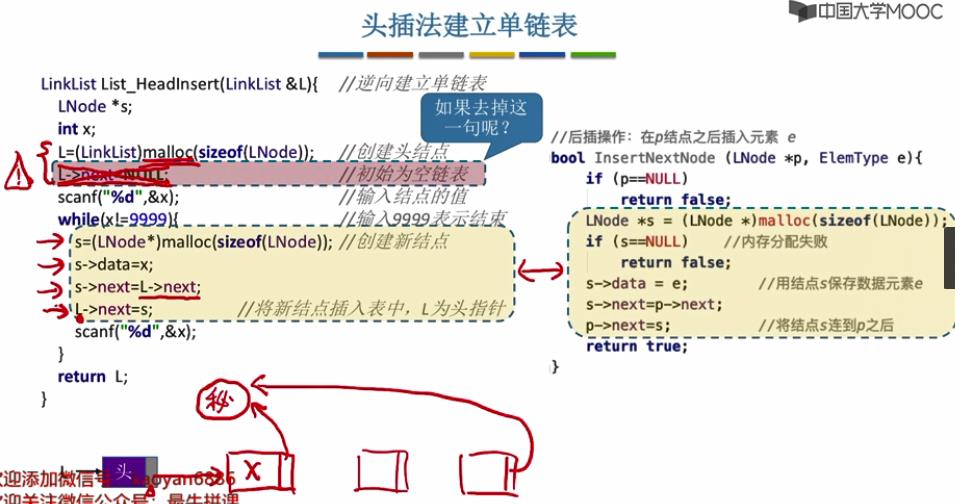 中国大学MOOC
头插法建立单链表
LinkList List_HeadInsert(LinkList &L){ //逆向建立单链表
LNode *s;
int x;
L=(LinkList)malloc(sizeof(LNode)); //创建头结点
L->next=NULL; //初始为空链表
scanf("%d",&x); //输入结点的值
while(x!=9999){ //输入9999表示结束
s=(LNode*)malloc(sizeof(LNode)); //创建新结点
s->data=x;
s->next=L->next;
L->next=s; //将新结点插入表中，L为头指针
scanf("%d",&x);
}
return L;
}
如果去掉这
一句呢？
//后插操作：在p结点之后插入元素 e
bool InsertNextNode (LNode *p, ElemType e){
if (p==NULL)
return false;
LNode *s = (LNode *)malloc(sizeof(LNode));
if (s==NULL) //内存分配失败
return false;
s->data = e; //用结点s保存数据元素e
s->next=p->next;
p->next=s; //将结点s连到p之后
return true;
}
秘
头
X
欢迎添加微信号：kaoyan6886
欢迎关注微信公众号：最牛拼课